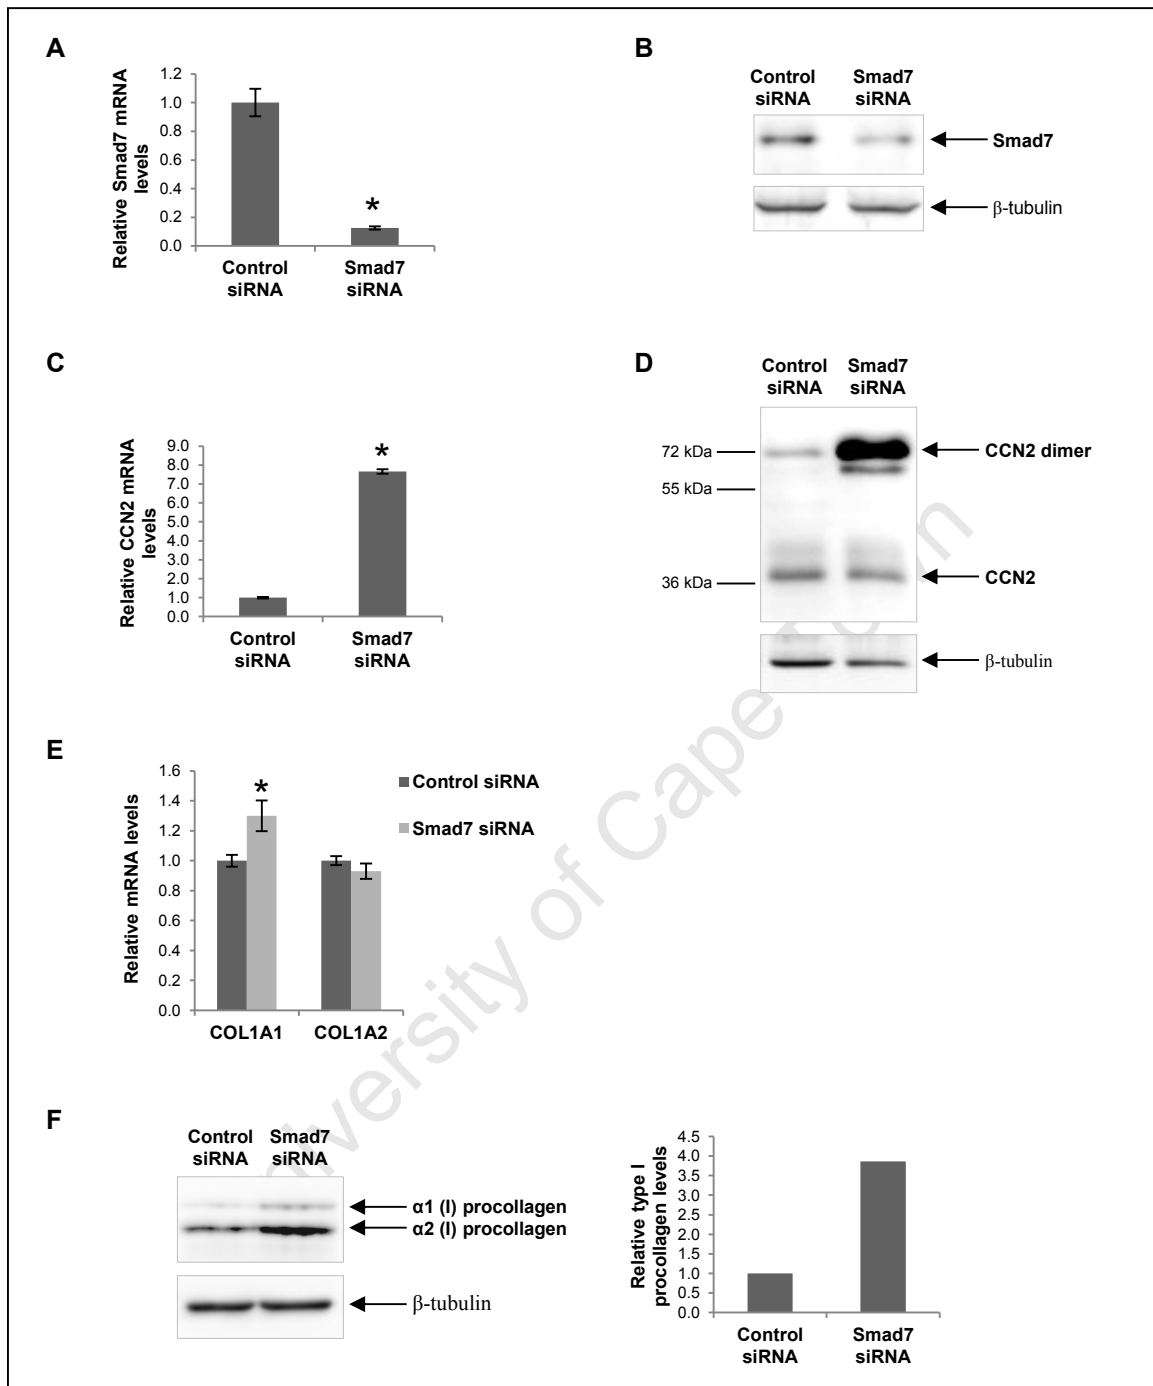 A
Relative Smad7 mRNA
levels
1.2
1.0
0.8
0.6
0.4
0.2
0.0
*
Control
siRNA
Smad7
siRNA
B
Control
siRNA
Smad7
siRNA
Smad7
β-tubulin
C
Relative CCN2 mRNA
levels
9.0
8.0
7.0
6.0
5.0
4.0
3.0
2.0
1.0
0.0
*
Control
siRNA
Smad7
siRNA
D
Control
siRNA
Smad7
siRNA
72 kDa
55 kDa
36 kDa
CCN2 dimer
CCN2
β-tubulin
E
Relative mRNA levels
1.6
1.4
1.2
1.0
0.8
0.6
0.4
0.2
0.0
*
COL1A1
COL1A2
Control siRNA
Smad7 siRNA
F
Control
siRNA
Smad7
siRNA
α1 (I) procollagen
α2 (I) procollagen
β-tubulin
Relative type I
procollagen levels
4.5
4.0
3.5
3.0
2.5
2.0
1.5
1.0
0.5
0.0
Control
siRNA
Smad7
siRNA
University of Cape Town